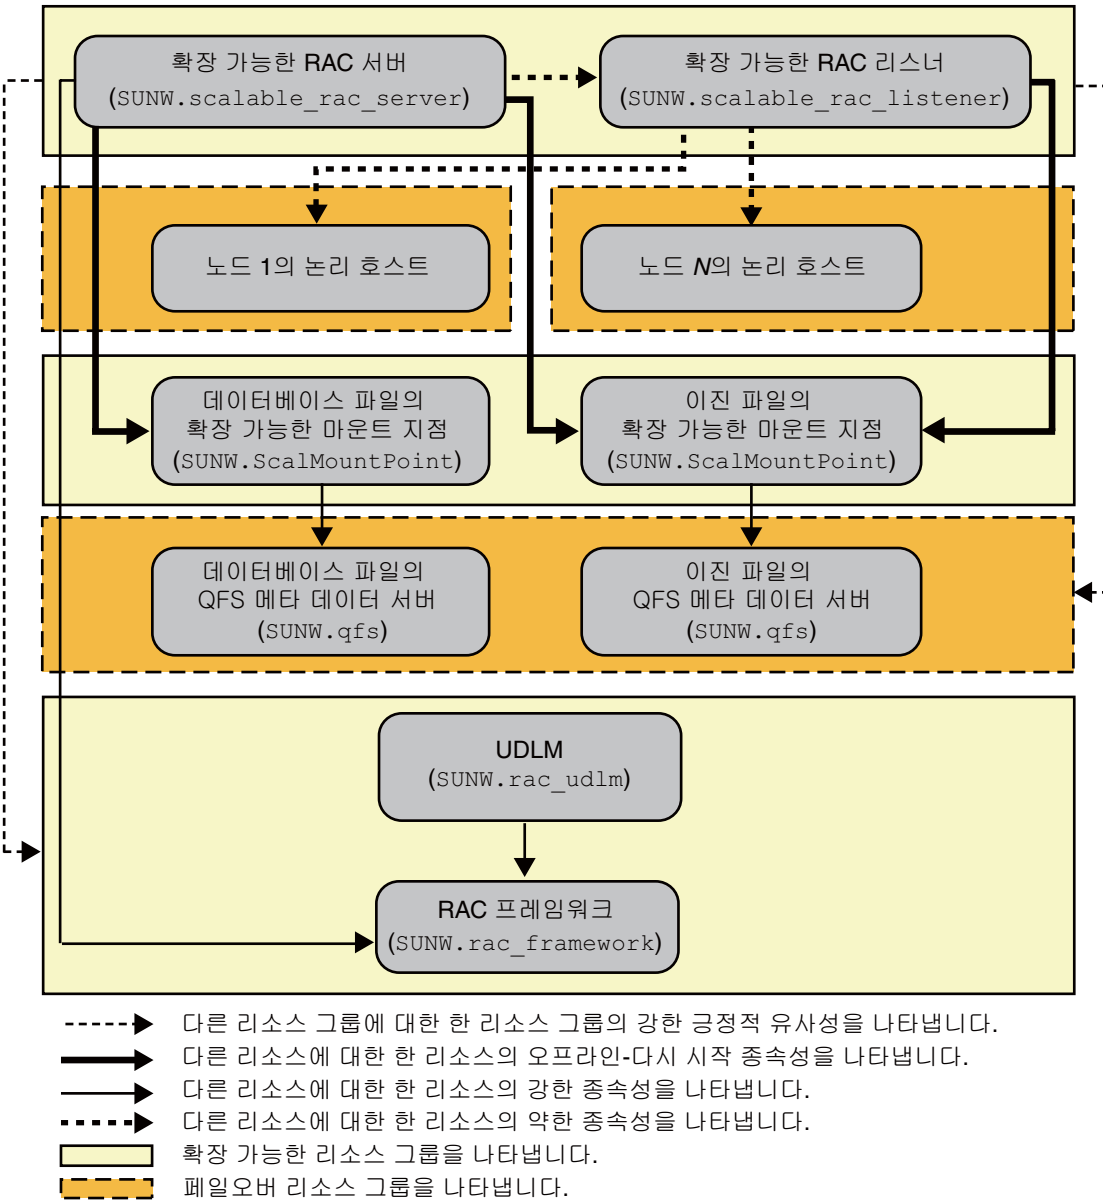 확장 가능한 RAC 서버
(SUNW.scalable_rac_server)
확장 가능한 RAC 리스너
(SUNW.scalable_rac_listener)
노드 1의 논리 호스트
노드 N의 논리 호스트
데이터베이스 파일의
확장 가능한 마운트 지점
(SUNW.ScalMountPoint)
이진 파일의
확장 가능한 마운트 지점
(SUNW.ScalMountPoint)
데이터베이스 파일의
QFS 메타 데이터 서버
(SUNW.qfs)
이진 파일의
QFS 메타 데이터 서버
(SUNW.qfs)
UDLM
(SUNW.rac_udlm)
RAC 프레임워크
(SUNW.rac_framework)
다른 리소스 그룹에 대한 한 리소스 그룹의 강한 긍정적 유사성을 나타냅니다.
다른 리소스에 대한 한 리소스의 오프라인-다시 시작 종속성을 나타냅니다.
다른 리소스에 대한 한 리소스의 강한 종속성을 나타냅니다.
다른 리소스에 대한 한 리소스의 약한 종속성을 나타냅니다.
확장 가능한 리소스 그룹을 나타냅니다.
페일오버 리소스 그룹을 나타냅니다.